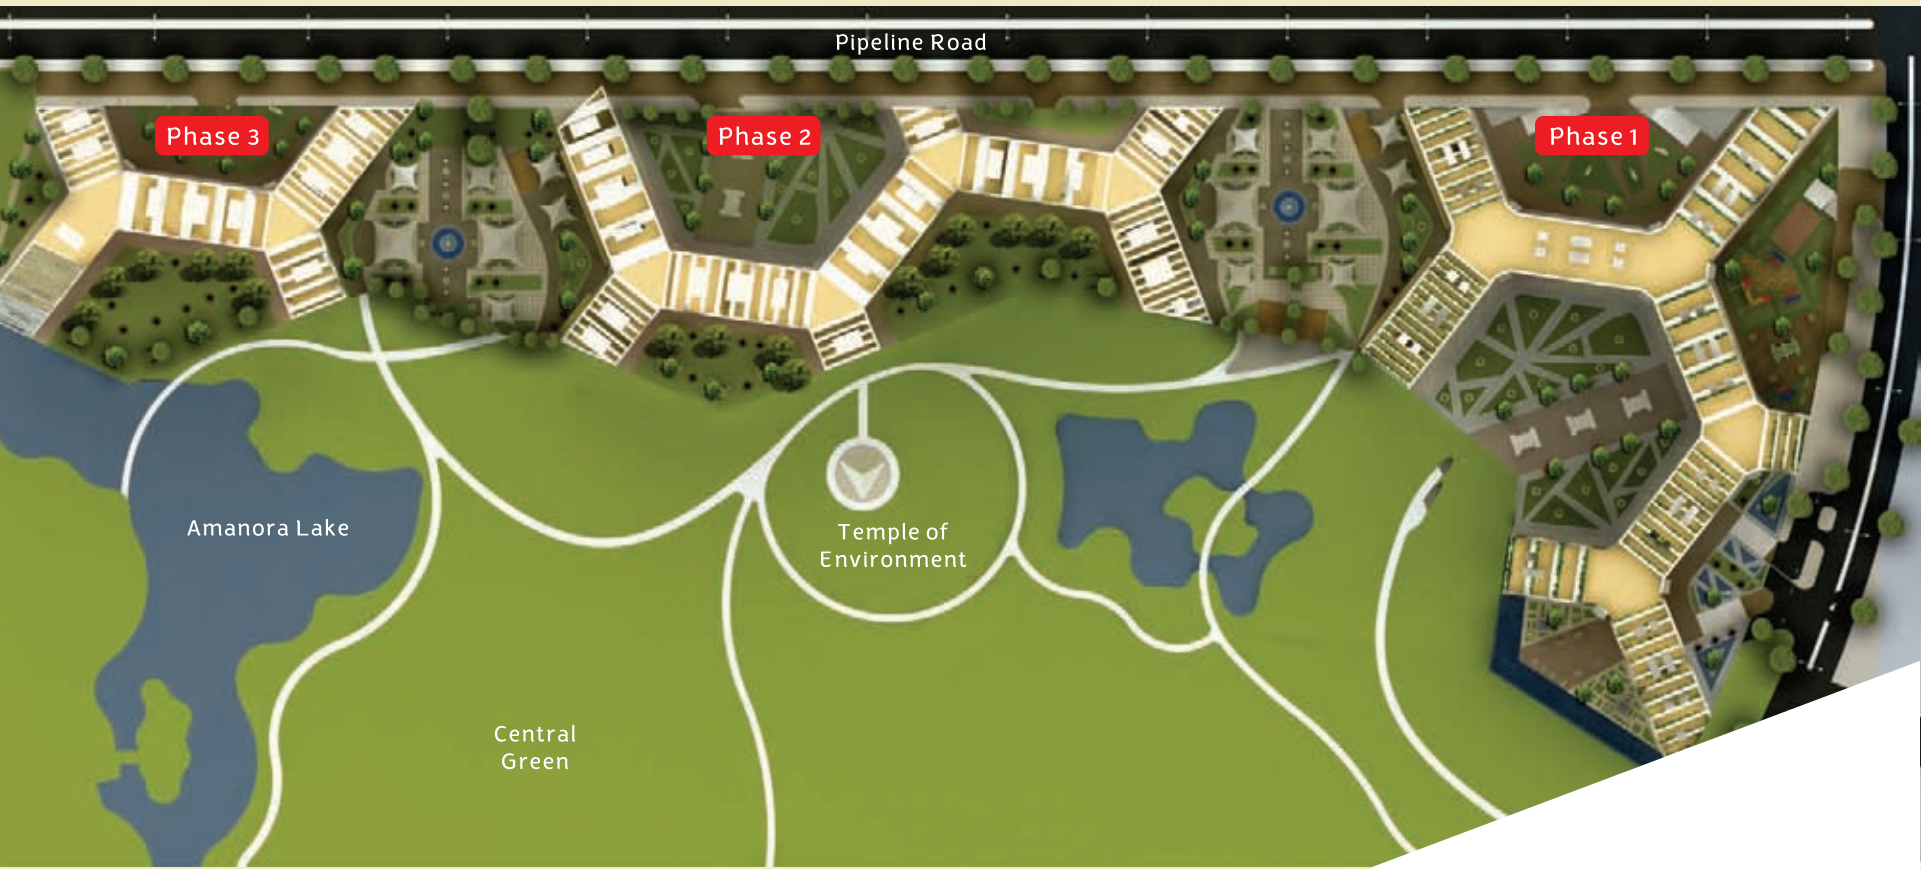 Pipeline Road
Phase 3
Phase 2
Phase 1
Amanora Lake
Temple of
Environment
Central
Green